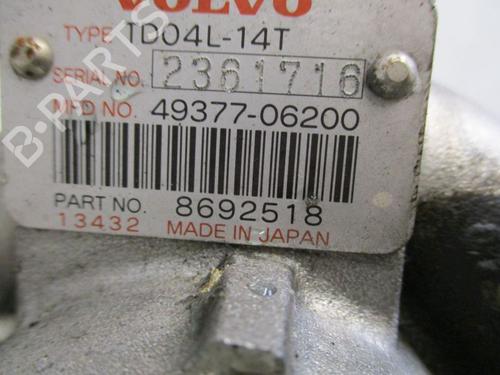 VOLVO
TYPE TD04L-14T
SERIAL NO. 2361716
MFD NO. 49377-06200
PART NO. 8692518
13432 MADE IN JAPAN
B-PARTS